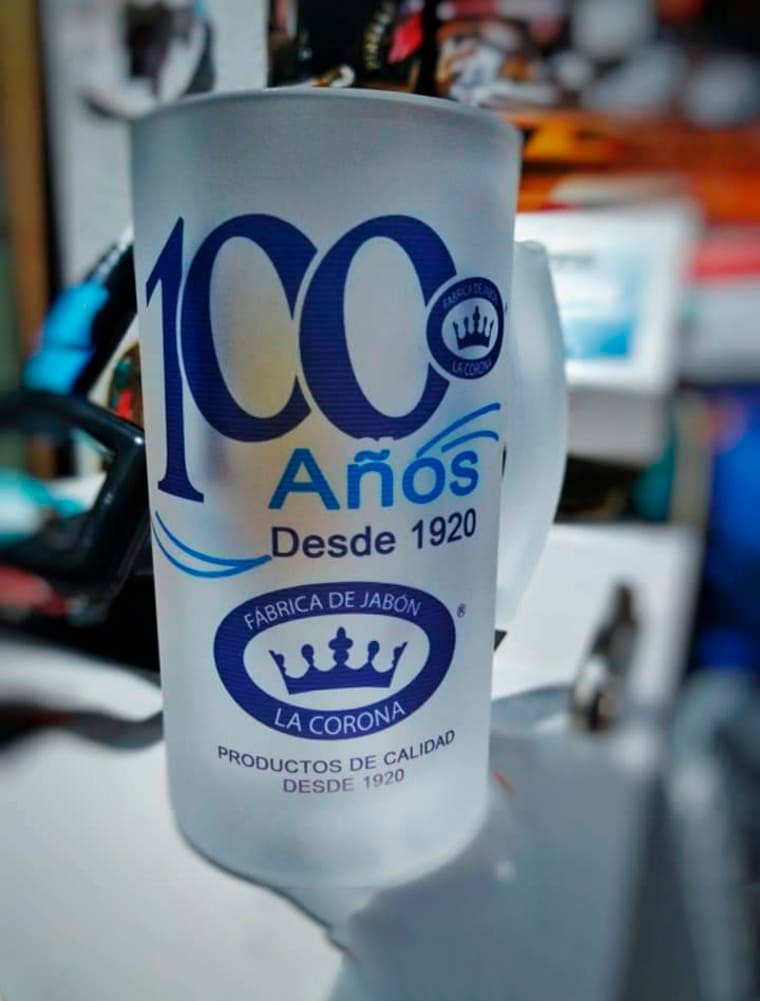 100
FÁBRICA DE JABÓN
LA CORONA
Años
Desde 1920
FÁBRICA DE JABÓN
®
LA CORONA
PRODUCTOS DE CALIDAD
DESDE 1920